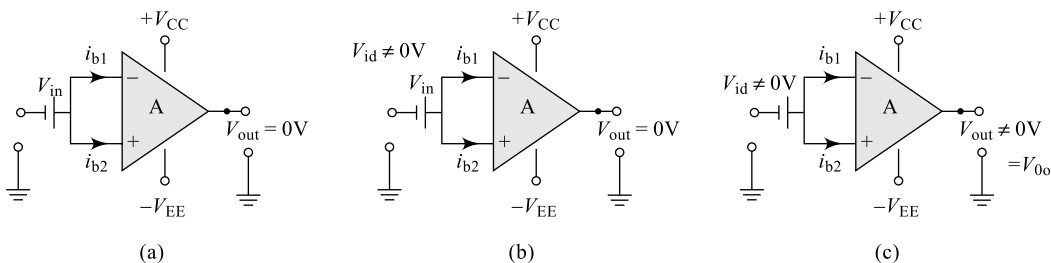 +VCC
ib1
Vin
−
A
+
Vout = 0V
ib2
−VEE
(a)
+VCC
Vid ≠ 0V
ib1
Vin
−
A
+
Vout = 0V
ib2
−VEE
(b)
+VCC
ib1
Vid ≠ 0V
−
A
+
Vout ≠ 0V
= V0o
ib2
−VEE
(c)